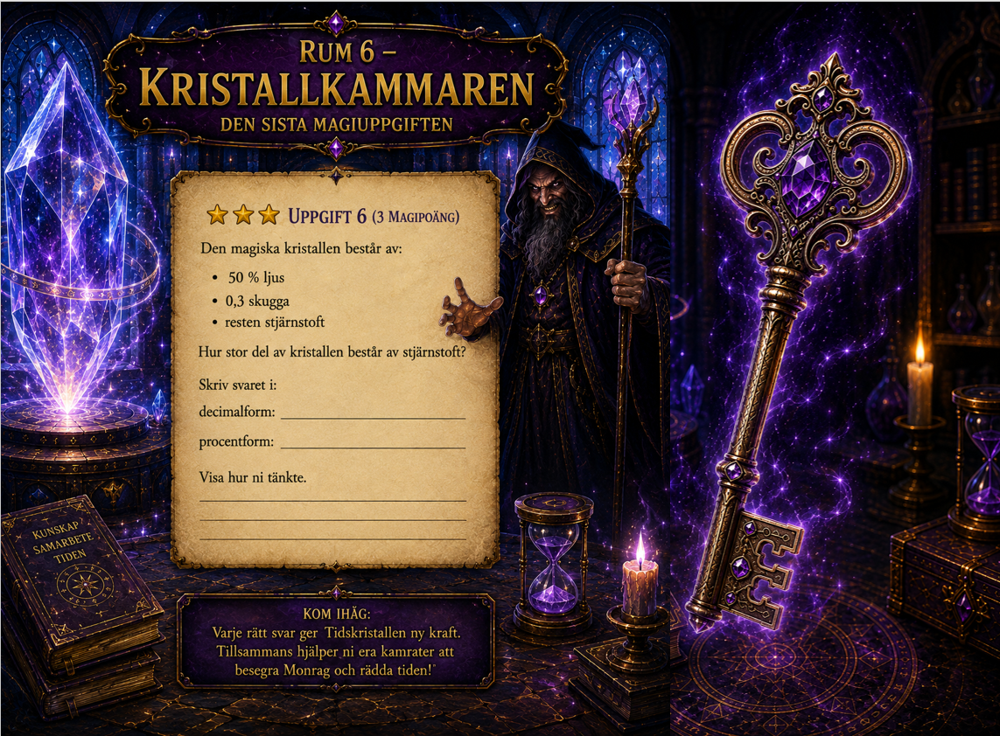 RUM 6 –
KRISTALLKAMMAREN
DEN SISTA MAGIUPPGIFTEN
UPPGIFT 6 (3 MAGIPOÄNG)
Den magiska kristallen består av:
• 50 % ljus
• 0,3 skugga
• resten stjärnstoft
Hur stor del av kristallen består av stjärnstoft?
Skriv svaret i:
decimalform:
procentform:
Visa hur ni tänkte.
KUNSKAP
SAMARBETE
TIDEN
KOM IHÅG:
Varje rätt svar ger Tidskristallen ny kraft.
Tillsammans hjälper ni era kamrater att
besegra Monrag och rädda tiden!"